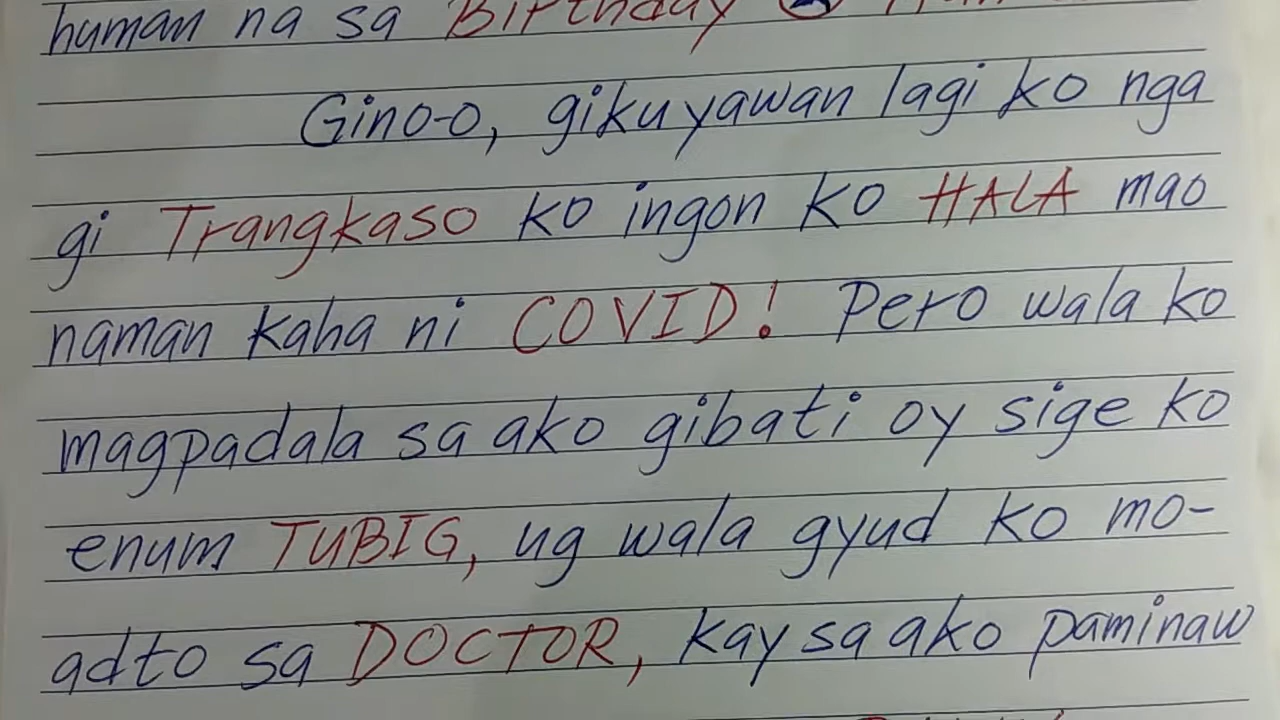 human na sa Birthday
Gino-o, gikuyawan lagi ko nga
gi Trangkaso ko ingon ko HALA mao
naman kaha ni COVID! Pero wala ko
magpadala sa ako gibati oy sige ko
enum TUBIG, ug wala gyud ko mo-
adto sa DOCTOR, kay sa ako paminaw